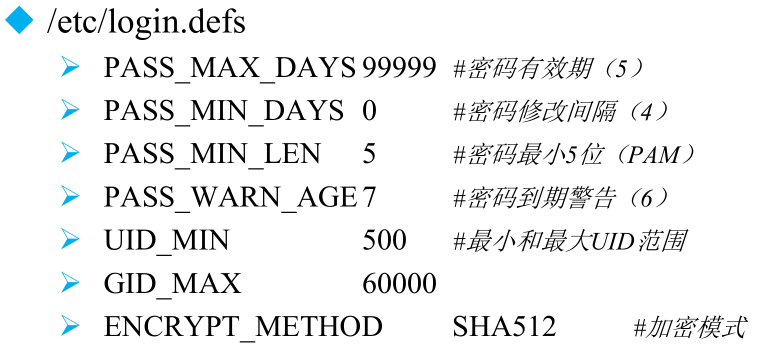 /etc/login.defs
PASS_MAX_DAYS 99999 #密码有效期（5）
PASS_MIN_DAYS 0 #密码修改间隔（4）
PASS_MIN_LEN 5 #密码最小5位（PAM）
PASS_WARN_AGE 7 #密码到期警告（6）
UID_MIN 500 #最小和最大UID范围
GID_MAX 60000
ENCRYPT_METHOD SHA512 #加密模式